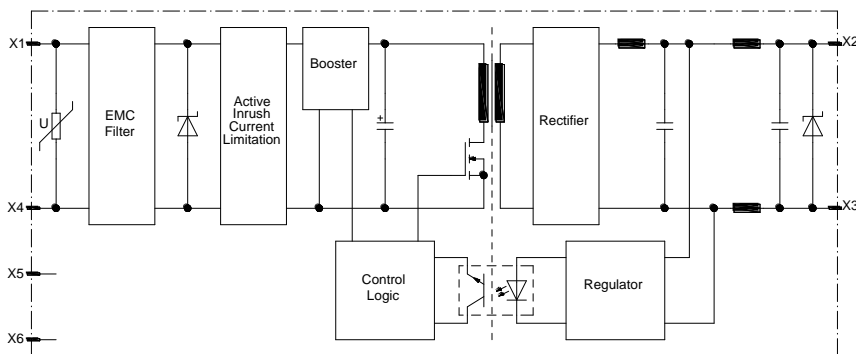 X1
X2
U
EMC
Filter
Active
Inrush
Current
Limitation
Booster
+
Rectifier
X4
X3
X5
X6
Control
Logic
Regulator